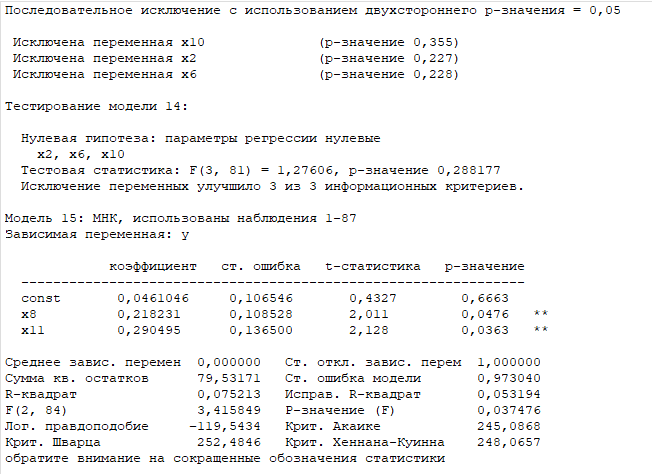 Последовательное исключение с использованием двухстороннего p-значения = 0,05
Исключена переменная x10 (p-значение 0,355)
Исключена переменная x2 (p-значение 0,227)
Исключена переменная x6 (p-значение 0,228)
Тестирование модели 14:
Нулевая гипотеза: параметры регрессии нулевые
x2, x6, x10
Тестовая статистика: F(3, 81) = 1,27606, p-значение 0,288177
Исключение переменных улучшило 3 из 3 информационных критериев.
Модель 15: МНК, использованы наблюдения 1-87
Зависимая переменная: y
коэффициент ст. ошибка t-статистика p-значение
---------------------------------------------------------------
const 0,0461046 0,106546 0,4327 0,6663
x8 0,218231 0,108528 2,011 0,0476 **
x11 0,290495 0,136500 2,128 0,0363 **
Среднее завис. перемен 0,000000 Ст. откл. завис. перем 1,000000
Сумма кв. остатков 79,53171 Ст. ошибка модели 0,973040
R-квадрат 0,075213 Исправ. R-квадрат 0,053194
F(2, 84) 3,415849 P-значение (F) 0,037476
Лог. правдоподобие -119,5434 Крит. Акаике 245,0868
Крит. Шварца 252,4846 Крит. Хеннана-Куинна 248,0657
обратите внимание на сокращенные обозначения статистики